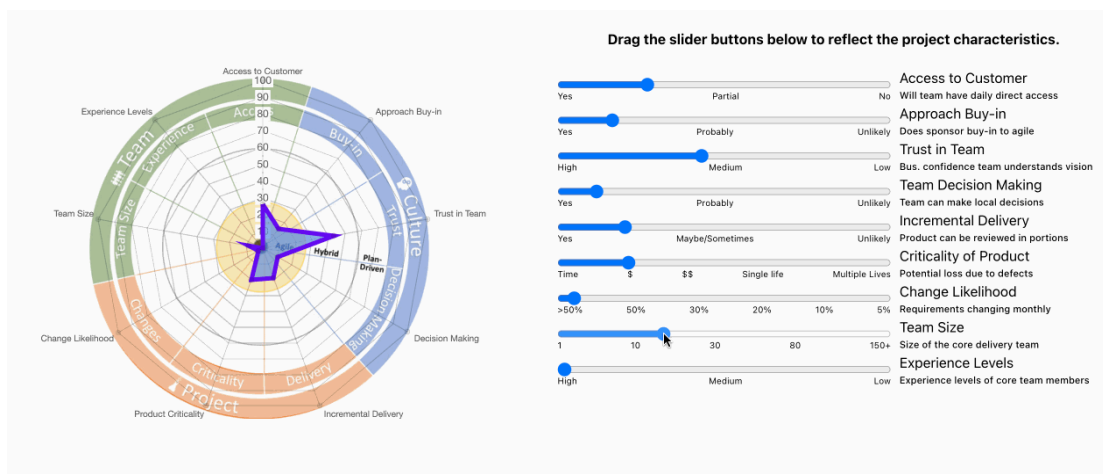 Drag the slider buttons below to reflect the project characteristics.
Access to Customer
100
90
80
70
60
50
40
30
Experience Levels
Approach Buy-in
Team Size
Trust in Team
Change Likelihood
Decision Making
Product Criticality
Incremental Delivery
Team
Experience
Team Size
Buy-in
Culture
Trust
Decision Making
Changes
Criticality
Delivery
Project
Agile
Hybrid
Plan-
Driven
Access to Customer
Yes Partial No Will team have daily direct access
Approach Buy-in
Yes Probably Unlikely Does sponsor buy-in to agile
Trust in Team
High Medium Low Bus. confidence team understands vision
Team Decision Making
Yes Probably Unlikely Team can make local decisions
Incremental Delivery
Yes Maybe/Sometimes Unlikely Product can be reviewed in portions
Criticality of Product
Time $ $$ Single life Multiple Lives Potential loss due to defects
Change Likelihood
>50% 50% 30% 20% 10% 5% Requirements changing monthly
Team Size
1 10 30 80 150+ Size of the core delivery team
Experience Levels
High Medium Low Experience levels of core team members